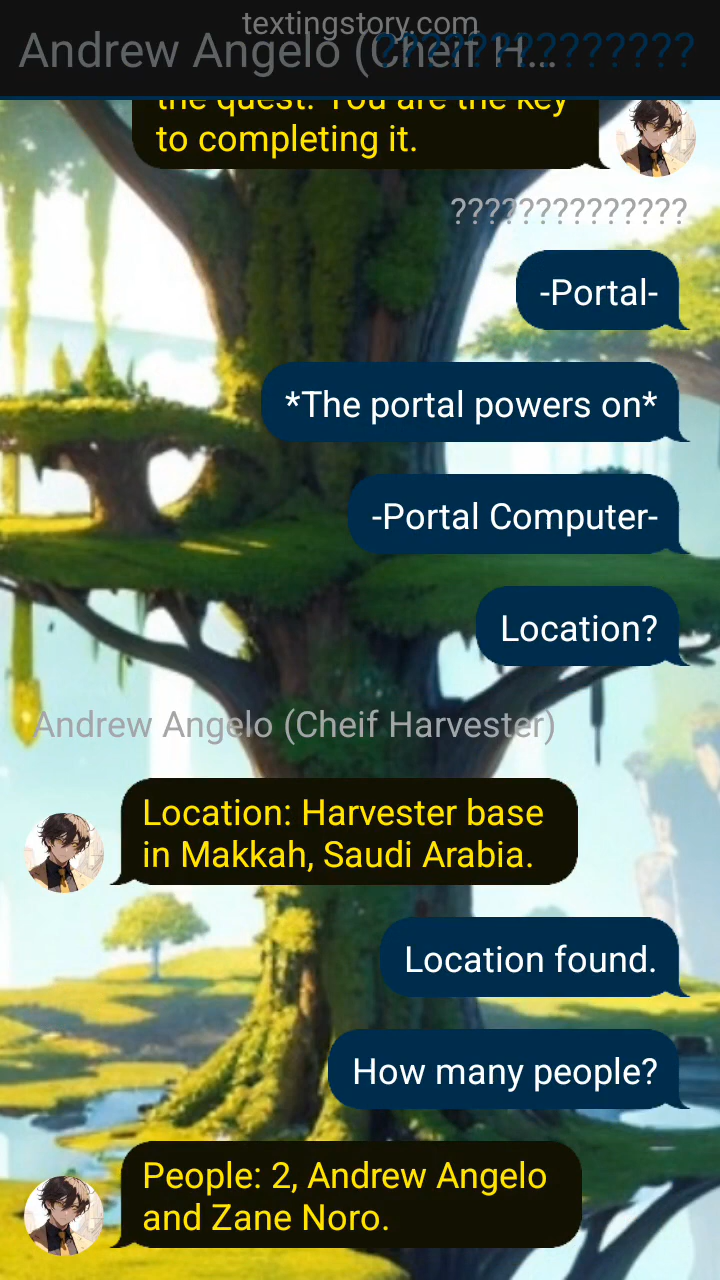 textingstory.com
Andrew Angelo (Cheif H…
??????????????
the quest. You are the key
to completing it.
??????????????
-Portal-
*The portal powers on*
-Portal Computer-
Location?
Andrew Angelo (Cheif Harvester)
Location: Harvester base
in Makkah, Saudi Arabia.
Location found.
How many people?
People: 2, Andrew Angelo
and Zane Noro.